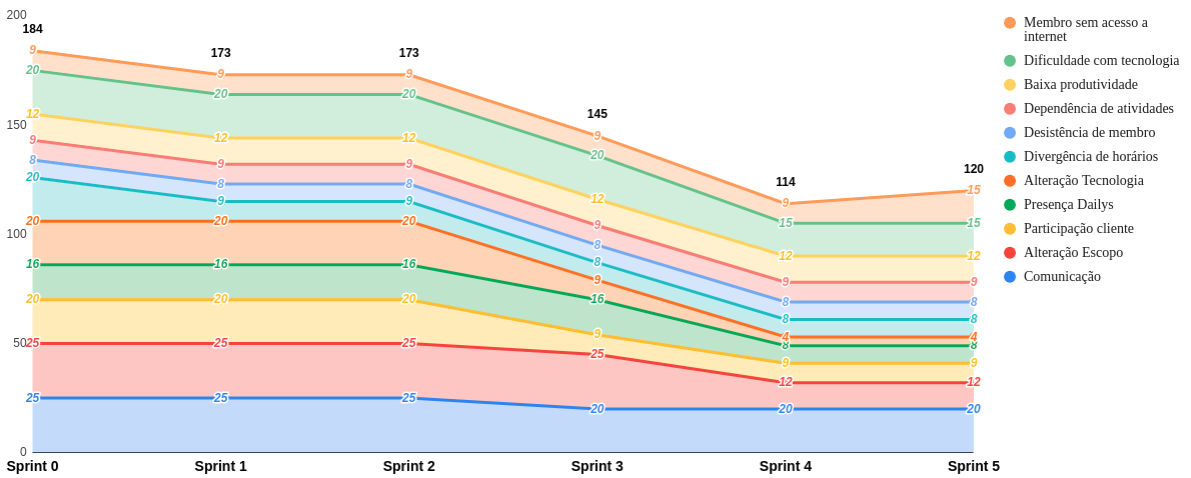 200
184
173
173
145
114
120
150
100
50
0
9 9 9 9 9 15
20 20 20 20 15 15
12 12 12 12 12 12
9 9 9 9 9 9
8 8 8 8 8 8
20 9 9 8 8 8
20 20 20 9 4 4
16 16 16 16 8 8
20 20 20 9 9 9
25 25 25 25 12 12
25 25 25 20 20 20
Sprint 0 Sprint 1 Sprint 2 Sprint 3 Sprint 4 Sprint 5
Membro sem acesso a
internet
Dificuldade com tecnologia
Baixa produtividade
Dependência de atividades
Desistência de membro
Divergência de horários
Alteração Tecnologia
Presença Dailys
Participação cliente
Alteração Escopo
Comunicação